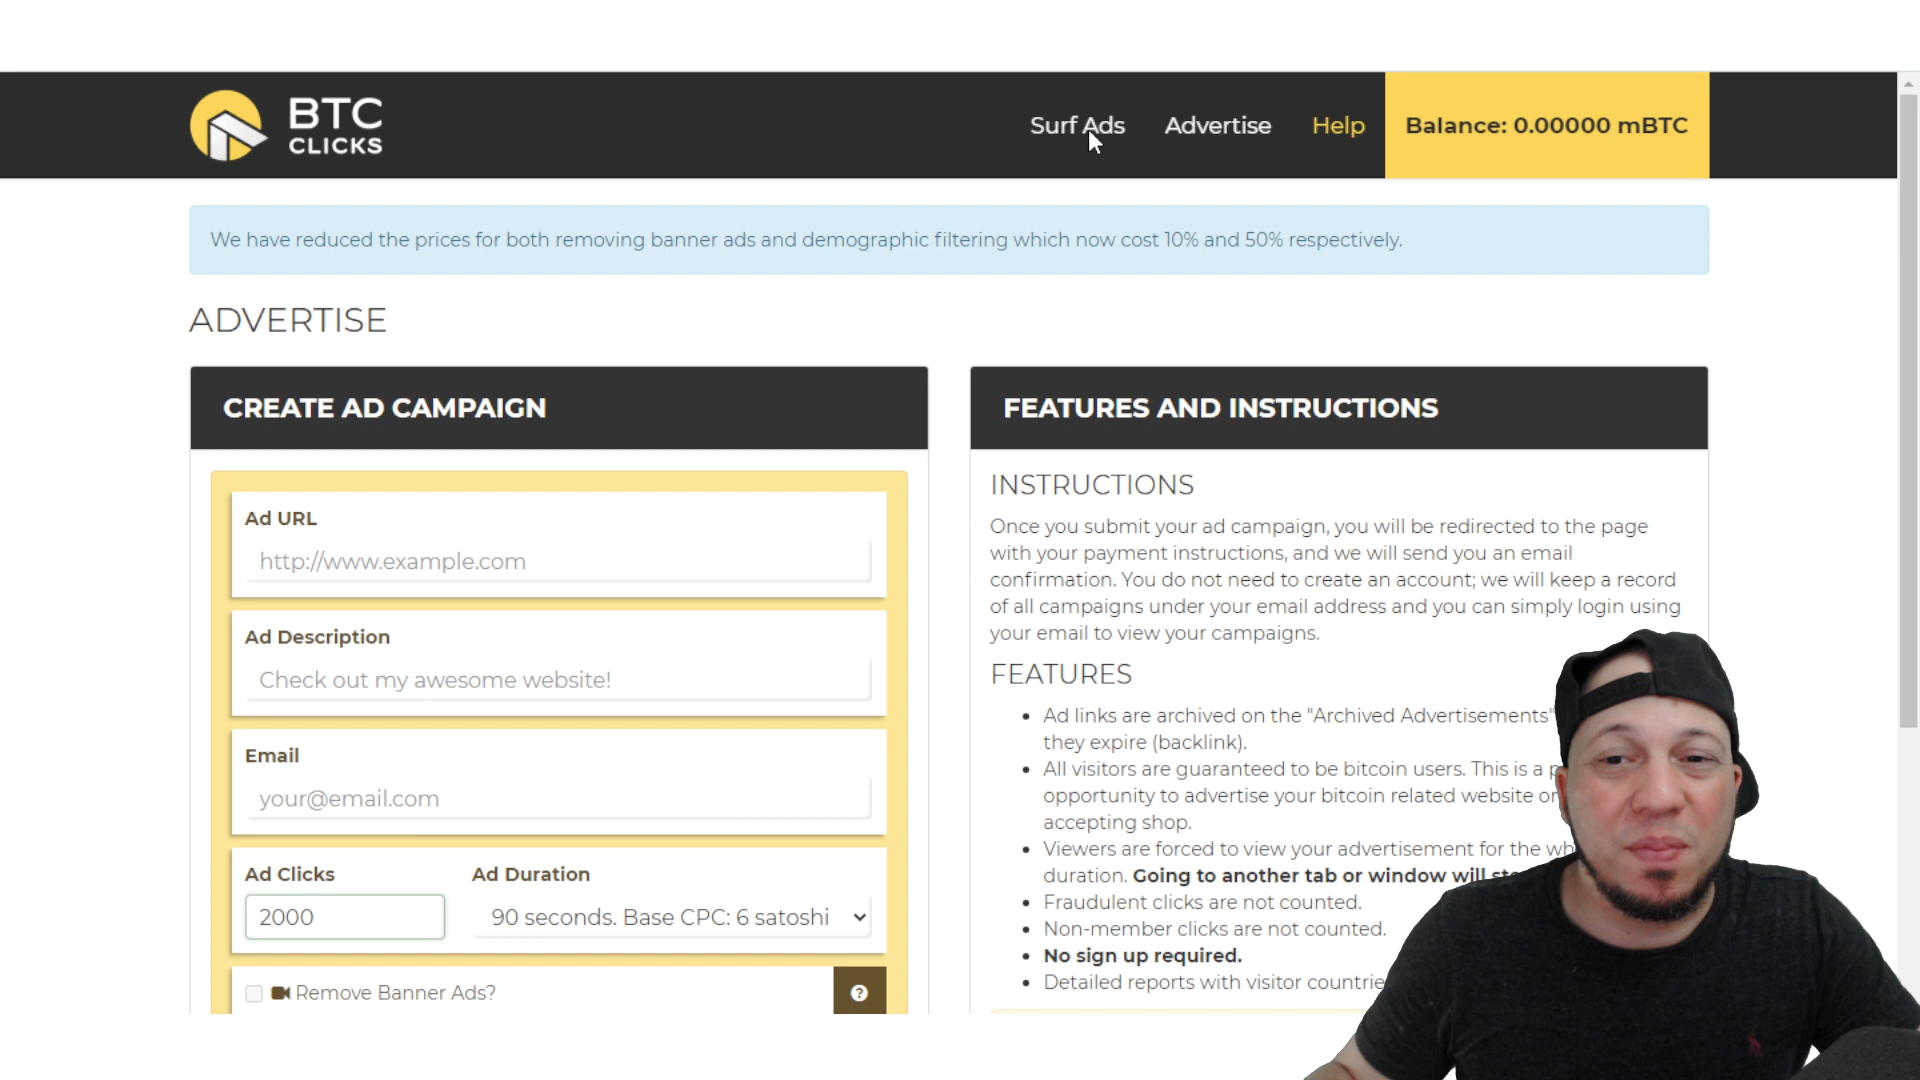 BTC
CLICKS
Surf Ads
Advertise
Help
Balance: 0.00000 mBTC
We have reduced the prices for both removing banner ads and demographic filtering which now cost 10% and 50% respectively.
ADVERTISE
CREATE AD CAMPAIGN
Ad URL
http://www.example.com
Ad Description
Check out my awesome website!
Email
your@email.com
Ad Clicks
Ad Duration
2000
90 seconds. Base CPC: 6 satoshi
Remove Banner Ads?
?
FEATURES AND INSTRUCTIONS
INSTRUCTIONS
Once you submit your ad campaign, you will be redirected to the page
with your payment instructions, and we will send you an email
confirmation. You do not need to create an account; we will keep a record
of all campaigns under your email address and you can simply login using
your email to view your campaigns.
FEATURES
• Ad links are archived on the "Archived Advertisements"
they expire (backlink).
• All visitors are guaranteed to be bitcoin users. This is a
opportunity to advertise your bitcoin related website or
accepting shop.
• Viewers are forced to view your advertisement for the
duration. Going to another tab or window will
• Fraudulent clicks are not counted.
• Non-member clicks are not counted.
• No sign up required.
• Detailed reports with visitor